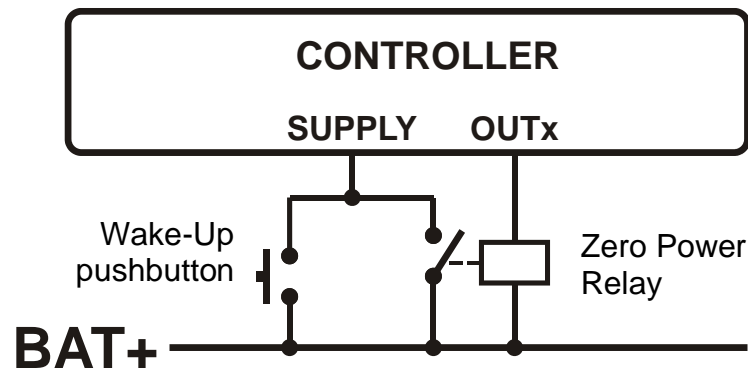 CONTROLLER
SUPPLY OUTx
Wake-Up
pushbutton
Zero Power
Relay
BAT+